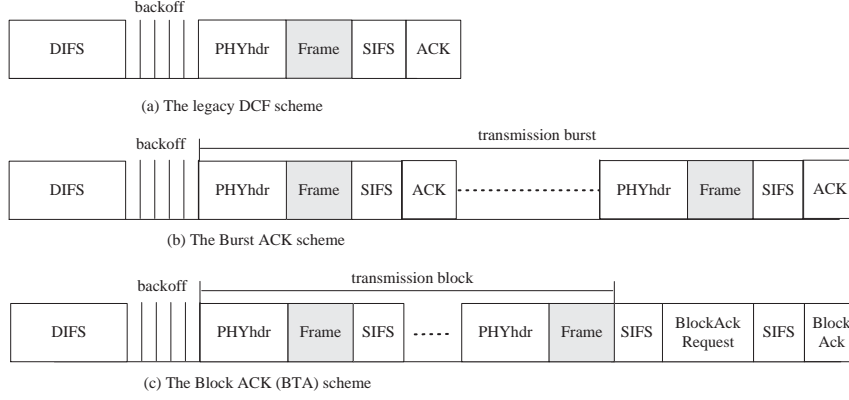 backoff
DIFS PHYhdr Frame SIFS ACK
(a) The legacy DCF scheme
transmission burst
backoff
DIFS PHYhdr Frame SIFS ACK PHYhdr Frame SIFS ACK
(b) The Burst ACK scheme
transmission block
backoff
DIFS PHYhdr Frame SIFS PHYhdr Frame SIFS BlockAck Request SIFS Block Ack
(c) The Block ACK (BTA) scheme